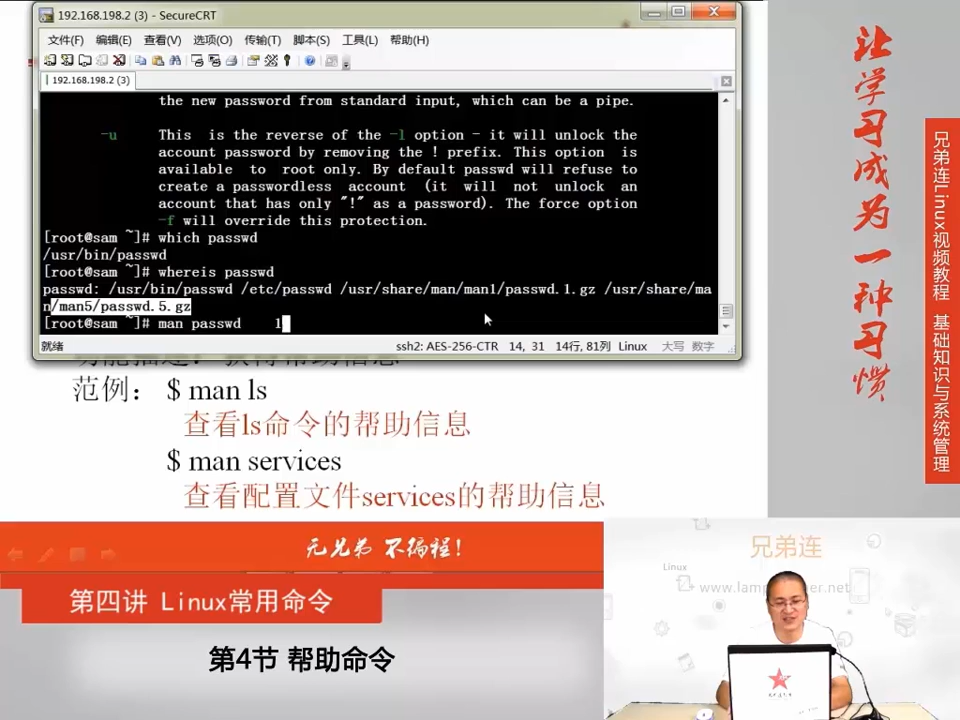 192.168.198.2 (3) - SecureCRT
文件(F) 编辑(E) 查看(V) 选项(O) 传输(T) 脚本(S) 工具(L) 帮助(H)
192.168.198.2 (3)
the new password from standard input, which can be a pipe.
-u This is the reverse of the -l option - it will unlock the
account password by removing the ! prefix. This option is
available to root only. By default passwd will refuse to
create a passwordless account (it will not unlock an
account that has only "!" as a password). The force option
-f will override this protection.
[root@sam ~]# which passwd
/usr/bin/passwd
[root@sam ~]# whereis passwd
passwd: /usr/bin/passwd /etc/passwd /usr/share/man/man1/passwd.1.gz /usr/share/ma
n/man5/passwd.5.gz
[root@sam ~]# man passwd 1
就绪 ssh2: AES-256-CTR 14, 31 14行, 81列 Linux 大写 数字
范例： $ man ls
查看ls命令的帮助信息
$ man services
查看配置文件services的帮助信息
让学习成为一种习惯
兄弟连Linux视频教程 基础知识与系统管理
无兄弟 不编程！
第四讲 Linux常用命令
第4节 帮助命令
兄弟连
Linux